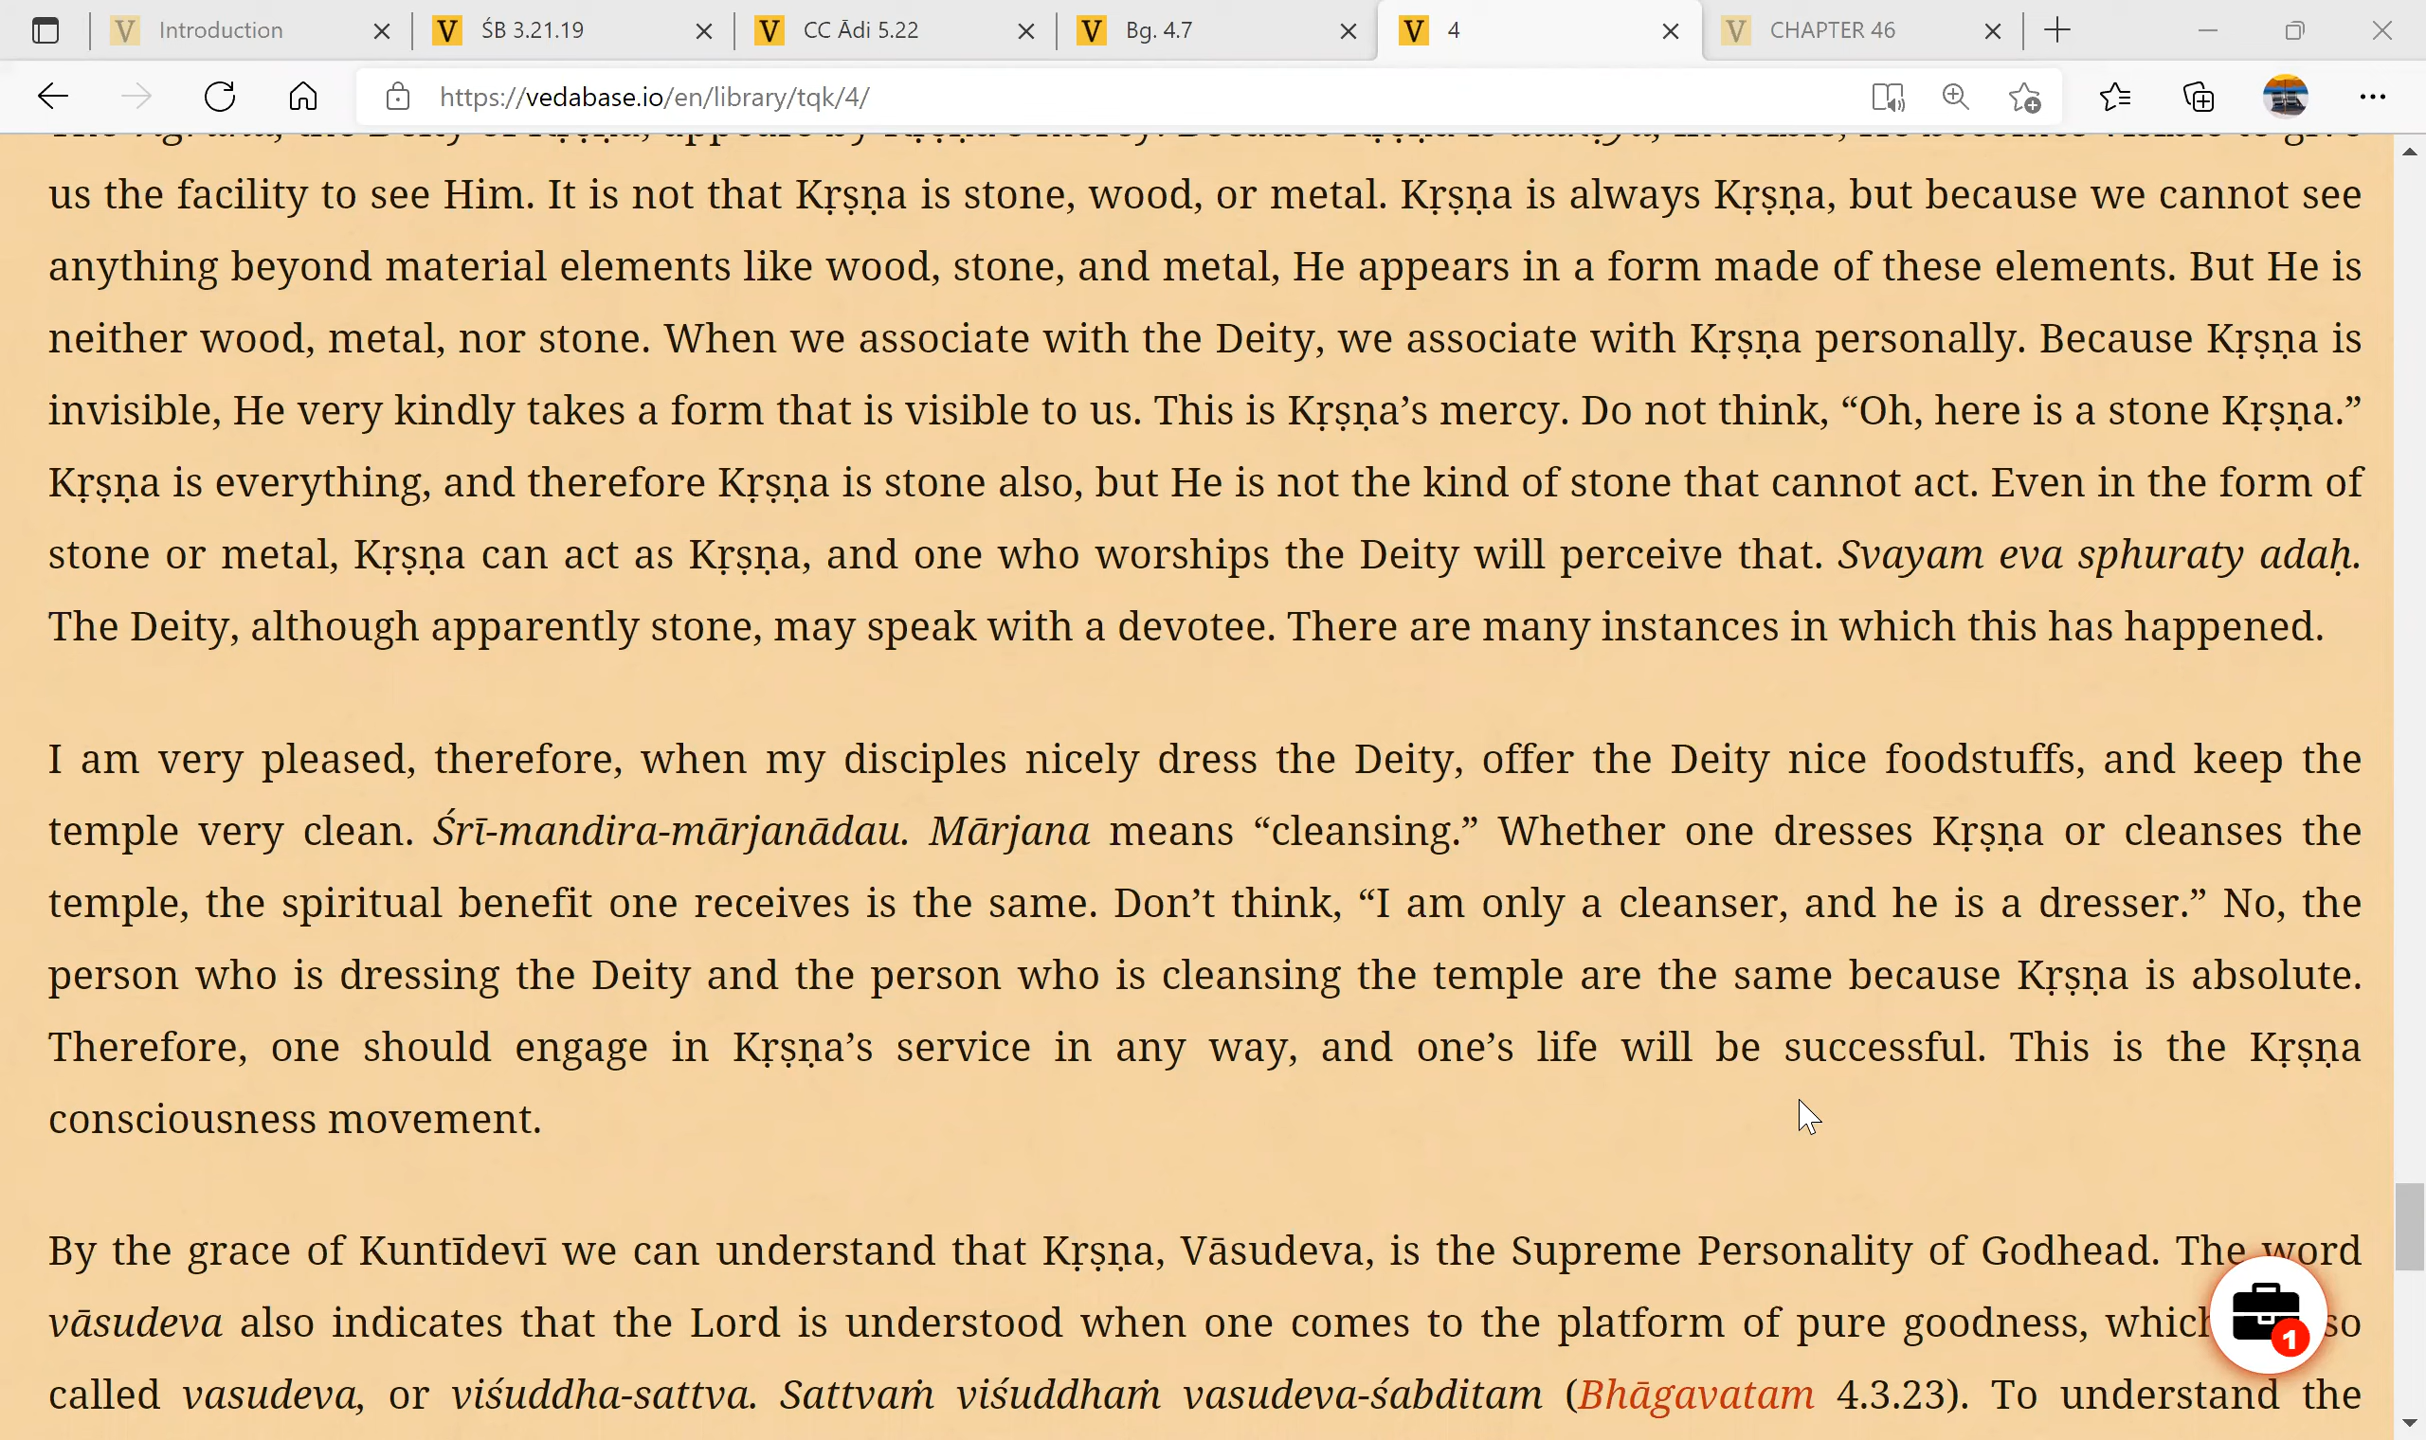 Introduction
ŚB 3.21.19
CC Ādi 5.22
Bg. 4.7
4
CHAPTER 46
https://vedabase.io/en/library/tqk/4/
us the facility to see Him. It is not that Kṛṣṇa is stone, wood, or metal. Kṛṣṇa is always Kṛṣṇa, but because we cannot see
anything beyond material elements like wood, stone, and metal, He appears in a form made of these elements. But He is
neither wood, metal, nor stone. When we associate with the Deity, we associate with Kṛṣṇa personally. Because Kṛṣṇa is
invisible, He very kindly takes a form that is visible to us. This is Kṛṣṇa’s mercy. Do not think, “Oh, here is a stone Kṛṣṇa.”
Kṛṣṇa is everything, and therefore Kṛṣṇa is stone also, but He is not the kind of stone that cannot act. Even in the form of
stone or metal, Kṛṣṇa can act as Kṛṣṇa, and one who worships the Deity will perceive that. Svayam eva sphuraty adaḥ.
The Deity, although apparently stone, may speak with a devotee. There are many instances in which this has happened.
I am very pleased, therefore, when my disciples nicely dress the Deity, offer the Deity nice foodstuffs, and keep the
temple very clean. Śrī-mandira-mārjanādau. Mārjana means “cleansing.” Whether one dresses Kṛṣṇa or cleanses the
temple, the spiritual benefit one receives is the same. Don’t think, “I am only a cleanser, and he is a dresser.” No, the
person who is dressing the Deity and the person who is cleansing the temple are the same because Kṛṣṇa is absolute.
Therefore, one should engage in Kṛṣṇa’s service in any way, and one’s life will be successful. This is the Kṛṣṇa
consciousness movement.
By the grace of Kuntīdevī we can understand that Kṛṣṇa, Vāsudeva, is the Supreme Personality of Godhead. The word
vāsudeva also indicates that the Lord is understood when one comes to the platform of pure goodness, which so
called vasudeva, or viśuddha-sattva. Sattvaṁ viśuddhaṁ vasudeva-śabditam (Bhāgavatam 4.3.23). To understand the
1